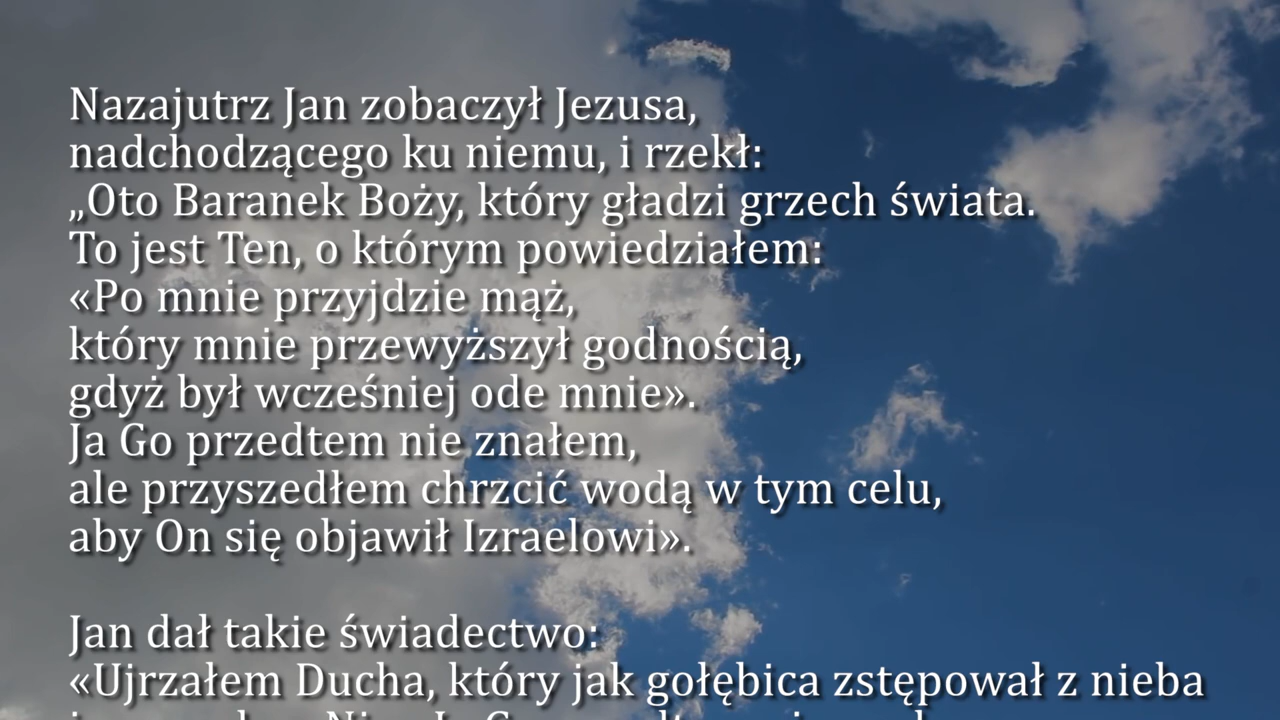 Nazajutrz Jan zobaczył Jezusa,
nadchodzącego ku niemu, i rzekł:
„Oto Baranek Boży, który gładzi grzech świata.
To jest Ten, o którym powiedziałem:
«Po mnie przyjdzie mąż,
który mnie przewyższył godnością,
gdyż był wcześniej ode mnie».
Ja Go przedtem nie znałem,
ale przyszedłem chrzcić wodą w tym celu,
aby On się objawił Izraelowi».
Jan dał takie świadectwo:
«Ujrzałem Ducha, który jak gołębica zstępował z nieba